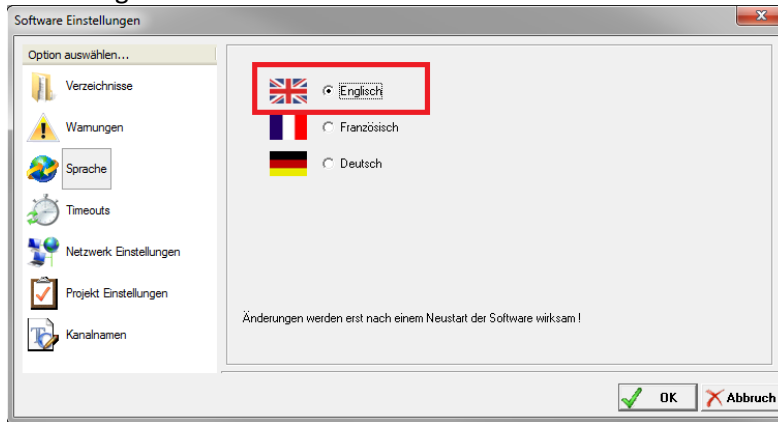 Software Einstellungen
Option auswählen...
Verzeichnisse
Warnungen
Sprache
Timeouts
Netzwerk Einstellungen
Projekt Einstellungen
Kanalnamen
Englisch
Französisch
Deutsch
Änderungen werden erst nach einem Neustart der Software wirksam !
OK
Abbruch